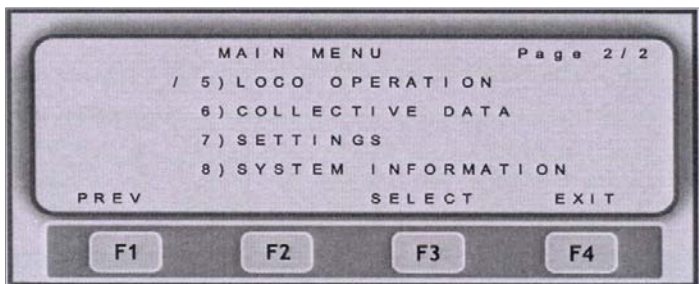 MAIN MENU Page 2/2
/ 5) LOCO OPERATION
6) COLLECTIVE DATA
7) SETTINGS
8) SYSTEM INFORMATION
PREV SELECT EXIT
F1 F2 F3 F4